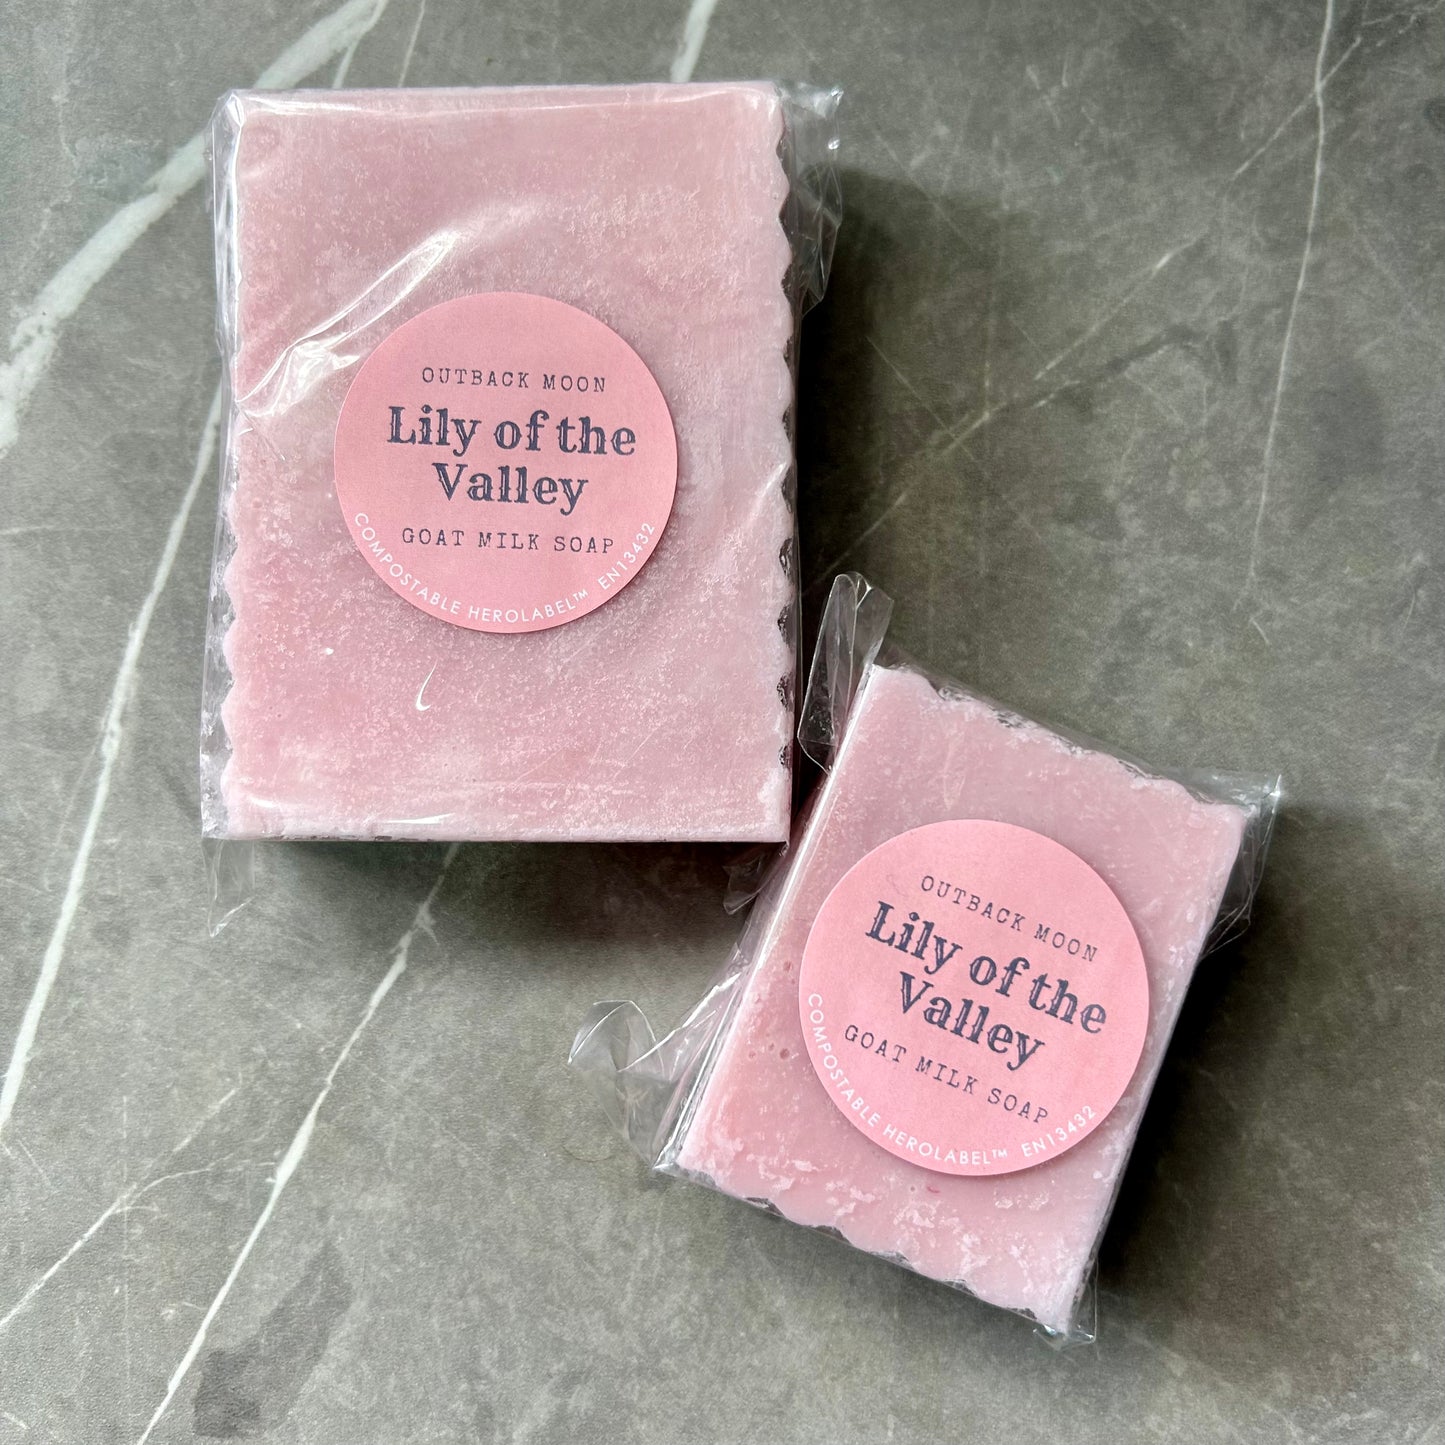 OUTBACK MOON
Lily of the
Valley
GOAT MILK SOAP
COMPOSTABLE HEROLABEL™ EN13432
OUTBACK MOON
Lily of the
Valley
GOAT MILK SOAP
COMPOSTABLE HEROLABEL™ EN13432